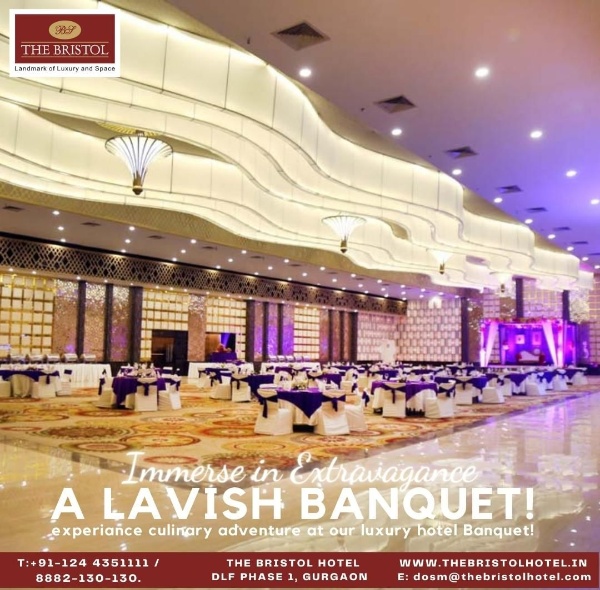 BS
THE BRISTOL
Landmark of Luxury and Space
Immerse in Extravagance
A LAVISH BANQUET!
experiance culinary adventure at our luxury hotel Banquet!
T:+91-124 4351111 /
8882-130-130.
THE BRISTOL HOTEL
DLF PHASE 1, GURGAON
WWW.THEBRISTOLHOTEL.IN
E: dosm@thebristolhotel.com